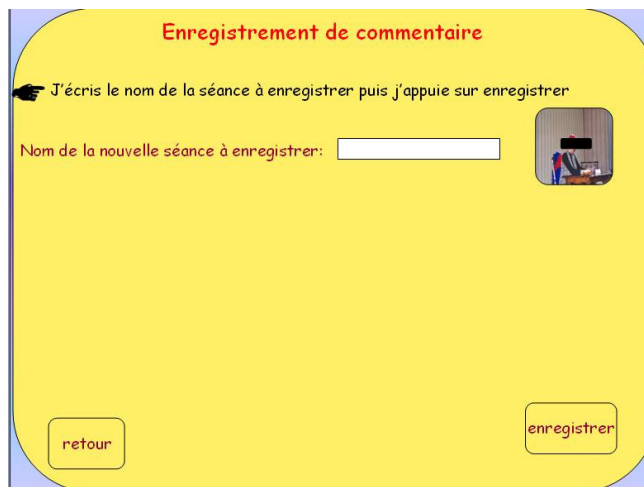 Enregistrement de commentaire
J'écris le nom de la séance à enregistrer puis j'appuie sur enregistrer
Nom de la nouvelle séance à enregistrer:
enregistrer
retour